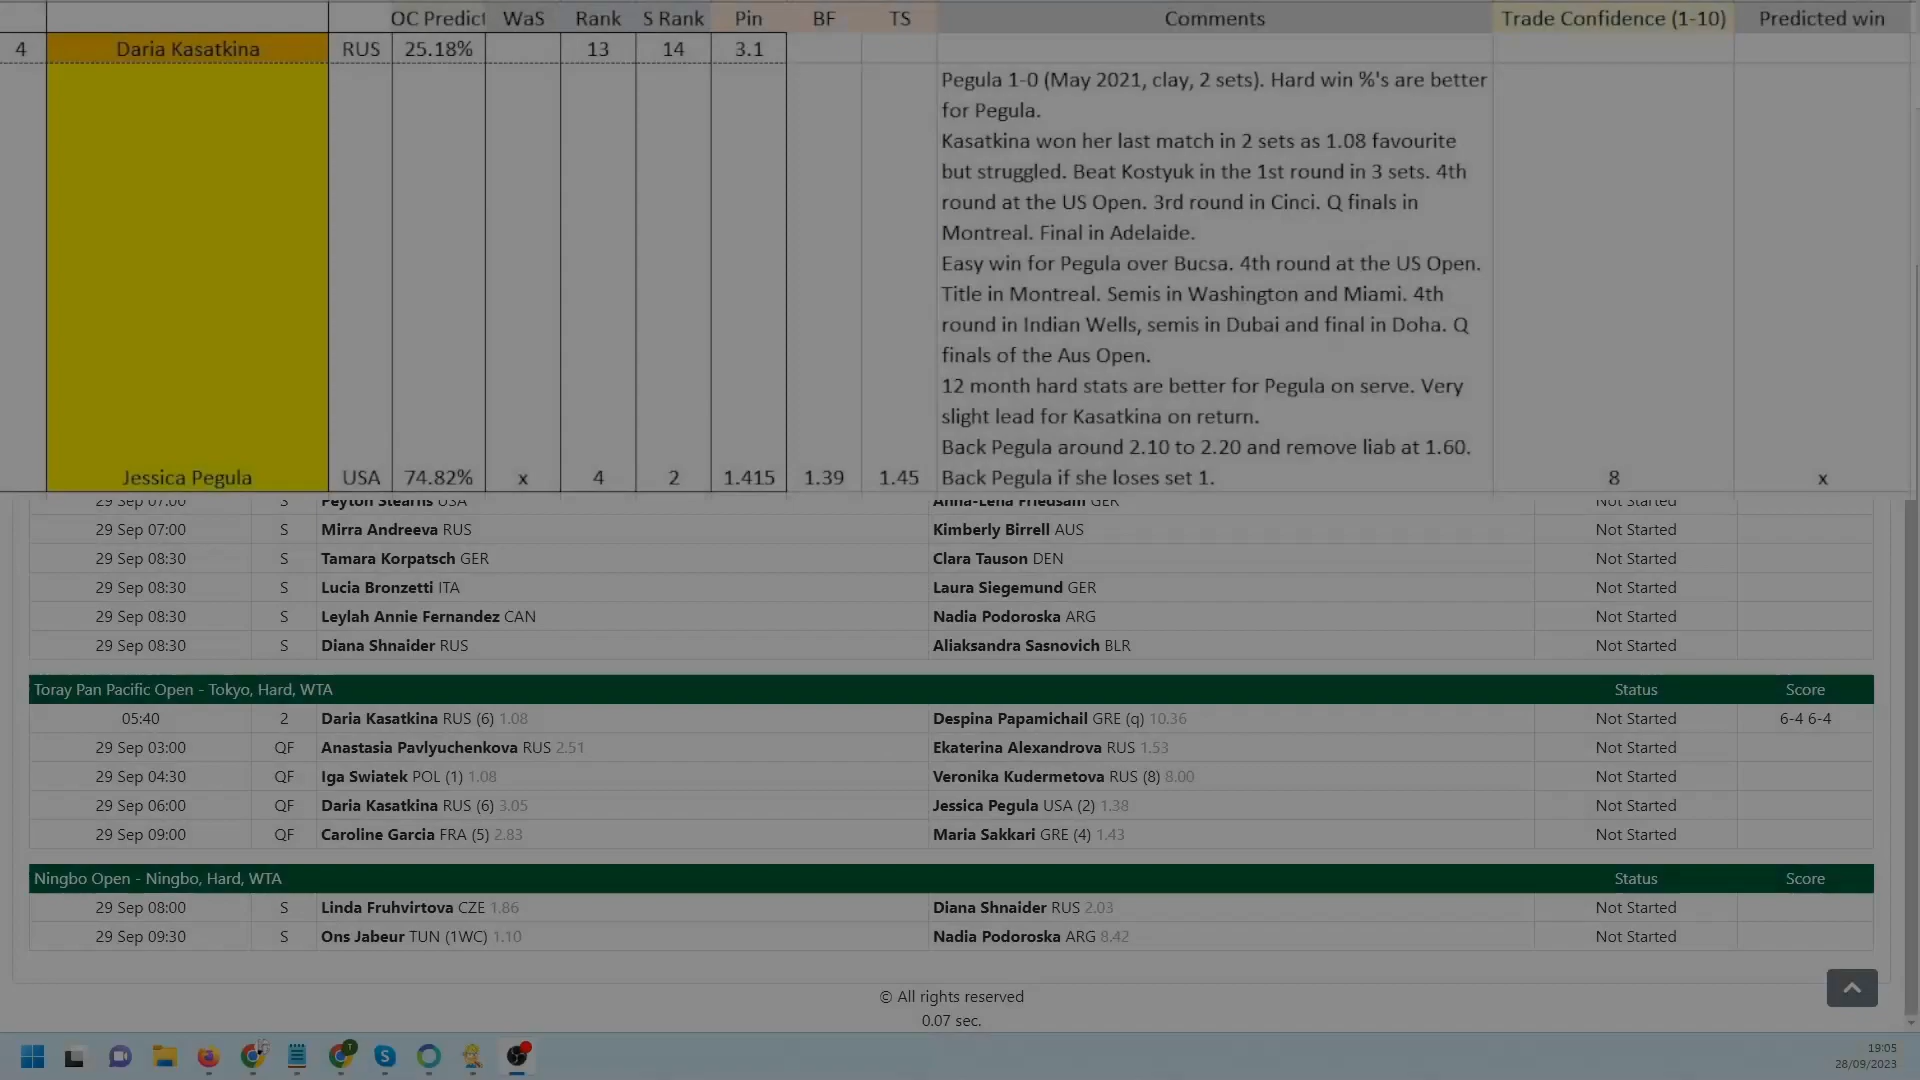 OC Predict WaS Rank S Rank Pin BF TS Comments Trade Confidence (1-10) Predicted win
4 Daria Kasatkina RUS 25.18% 13 14 3.1
Pegula 1-0 (May 2021, clay, 2 sets). Hard win %'s are better
for Pegula.
Kasatkina won her last match in 2 sets as 1.08 favourite
but struggled. Beat Kostyuk in the 1st round in 3 sets. 4th
round at the US Open. 3rd round in Cinci. Q finals in
Montreal. Final in Adelaide.
Easy win for Pegula over Bucsa. 4th round at the US Open.
Title in Montreal. Semis in Washington and Miami. 4th
round in Indian Wells, semis in Dubai and final in Doha. Q
finals of the Aus Open.
12 month hard stats are better for Pegula on serve. Very
slight lead for Kasatkina on return.
Back Pegula around 2.10 to 2.20 and remove liab at 1.60.
Jessica Pegula USA 74.82% x 4 2 1.415 1.39 1.45 Back Pegula if she loses set 1. 8 x
29 Sep 07:00 S Peyton Stearns USA Anna-Lena Friedsam GER Not Started
29 Sep 07:00 S Mirra Andreeva RUS Kimberly Birrell AUS Not Started
29 Sep 08:30 S Tamara Korpatsch GER Clara Tauson DEN Not Started
29 Sep 08:30 S Lucia Bronzetti ITA Laura Siegemund GER Not Started
29 Sep 08:30 S Leylah Annie Fernandez CAN Nadia Podoroska ARG Not Started
29 Sep 08:30 S Diana Shnaider RUS Aliaksandra Sasnovich BLR Not Started
Toray Pan Pacific Open - Tokyo, Hard, WTA Status Score
05:40 2 Daria Kasatkina RUS (6) 1.08 Despina Papamichail GRE (q) 10.36 Not Started 6-4 6-4
29 Sep 03:00 QF Anastasia Pavlyuchenkova RUS 2.51 Ekaterina Alexandrova RUS 1.53 Not Started
29 Sep 04:30 QF Iga Swiatek POL (1) 1.08 Veronika Kudermetova RUS (8) 8.00 Not Started
29 Sep 06:00 QF Daria Kasatkina RUS (6) 3.05 Jessica Pegula USA (2) 1.38 Not Started
29 Sep 09:00 QF Caroline Garcia FRA (5) 2.83 Maria Sakkari GRE (4) 1.43 Not Started
Ningbo Open - Ningbo, Hard, WTA Status Score
29 Sep 08:00 S Linda Fruhvirtova CZE 1.86 Diana Shnaider RUS 2.03 Not Started
29 Sep 09:30 S Ons Jabeur TUN (1WC) 1.10 Nadia Podoroska ARG 8.42 Not Started
© All rights reserved
0.07 sec.
19:05
28/09/2023